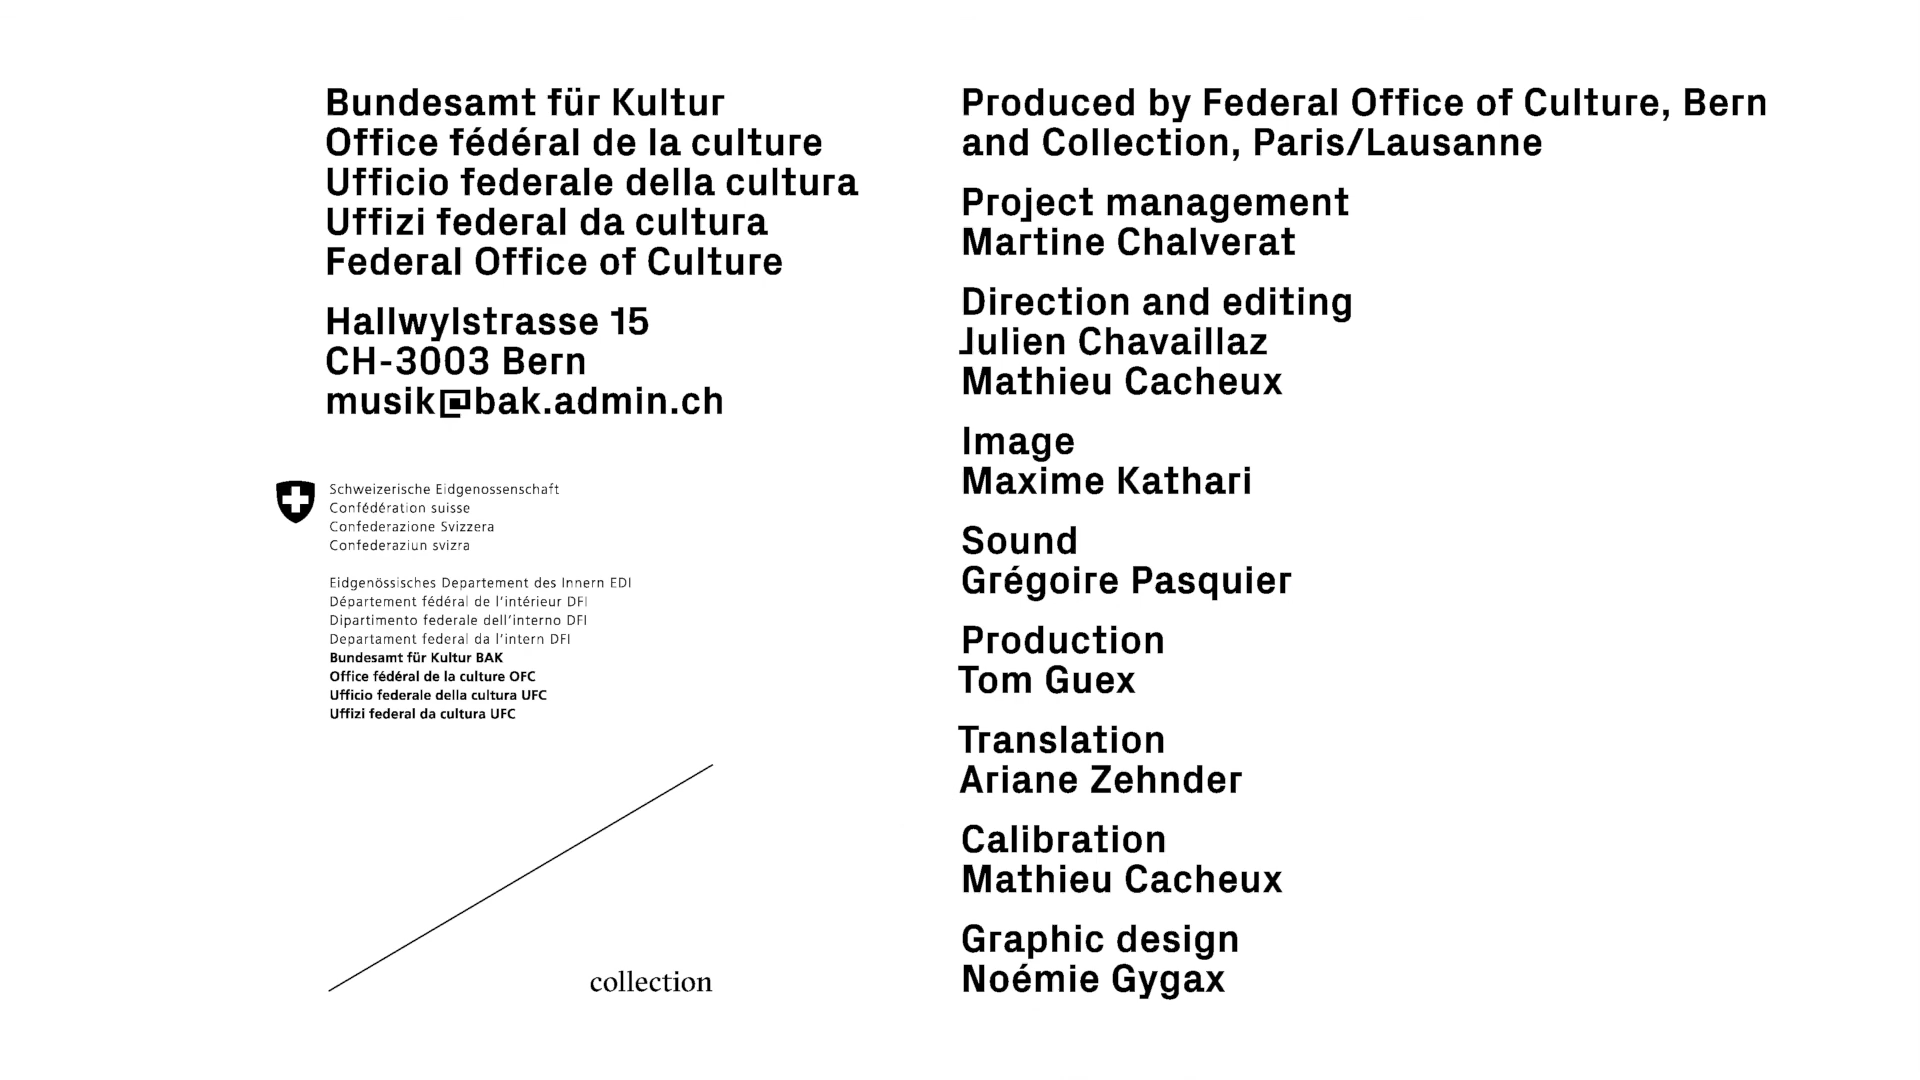 Bundesamt für Kultur
Office fédéral de la culture
Ufficio federale della cultura
Uffizi federal da cultura
Federal Office of Culture
Hallwylstrasse 15
CH-3003 Bern
musik@bak.admin.ch
Schweizerische Eidgenossenschaft
Confédération suisse
Confederazione Svizzera
Confederaziun svizra
Eidgenössisches Departement des Innern EDI
Département fédéral de l'intérieur DFI
Dipartimento federale dell'interno DFI
Departament federal da l'intern DFI
Bundesamt für Kultur BAK
Office fédéral de la culture OFC
Ufficio federale della cultura UFC
Uffizi federal da cultura UFC
collection
Produced by Federal Office of Culture, Bern
and Collection, Paris/Lausanne
Project management
Martine Chalverat
Direction and editing
Julien Chavaillaz
Mathieu Cacheux
Image
Maxime Kathari
Sound
Grégoire Pasquier
Production
Tom Guex
Translation
Ariane Zehnder
Calibration
Mathieu Cacheux
Graphic design
Noémie Gygax